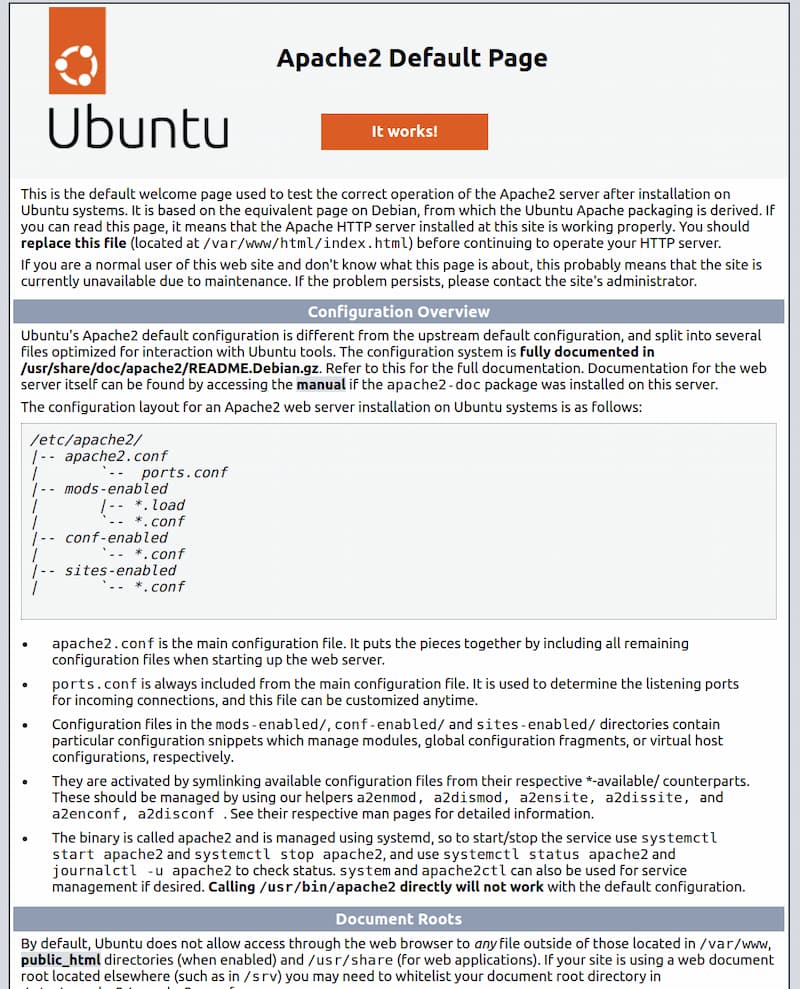 Apache2 Default Page
Ubuntu
It works!
This is the default welcome page used to test the correct operation of the Apache2 server after installation on
Ubuntu systems. It is based on the equivalent page on Debian, from which the Ubuntu Apache packaging is derived. If
you can read this page, it means that the Apache HTTP server installed at this site is working properly. You should
replace this file (located at /var/www/html/index.html) before continuing to operate your HTTP server.
If you are a normal user of this web site and don't know what this page is about, this probably means that the site is
currently unavailable due to maintenance. If the problem persists, please contact the site's administrator.
Configuration Overview
Ubuntu's Apache2 default configuration is different from the upstream default configuration, and split into several
files optimized for interaction with Ubuntu tools. The configuration system is fully documented in
/usr/share/doc/apache2/README.Debian.gz. Refer to this for the full documentation. Documentation for the web
server itself can be found by accessing the manual if the apache2-doc package was installed on this server.
The configuration layout for an Apache2 web server installation on Ubuntu systems is as follows:
/etc/apache2/
|-- apache2.conf
|       `--  ports.conf
|-- mods-enabled
|       |-- *.load
|       `-- *.conf
|-- conf-enabled
|       `-- *.conf
|-- sites-enabled
|       `-- *.conf
• apache2.conf is the main configuration file. It puts the pieces together by including all remaining
configuration files when starting up the web server.
• ports.conf is always included from the main configuration file. It is used to determine the listening ports
for incoming connections, and this file can be customized anytime.
• Configuration files in the mods-enabled/, conf-enabled/ and sites-enabled/ directories contain
particular configuration snippets which manage modules, global configuration fragments, or virtual host
configurations, respectively.
• They are activated by symlinking available configuration files from their respective *-available/ counterparts.
These should be managed by using our helpers a2enmod, a2dismod, a2ensite, a2dissite, and
a2enconf, a2disconf . See their respective man pages for detailed information.
• The binary is called apache2 and is managed using systemd, so to start/stop the service use systemctl
start apache2 and systemctl stop apache2, and use systemctl status apache2 and
journalctl -u apache2 to check status. system and apache2ctl can also be used for service
management if desired. Calling /usr/bin/apache2 directly will not work with the default configuration.
Document Roots
By default, Ubuntu does not allow access through the web browser to any file outside of those located in /var/www,
public_html directories (when enabled) and /usr/share (for web applications). If your site is using a web document
root located elsewhere (such as in /srv) you may need to whitelist your document root directory in